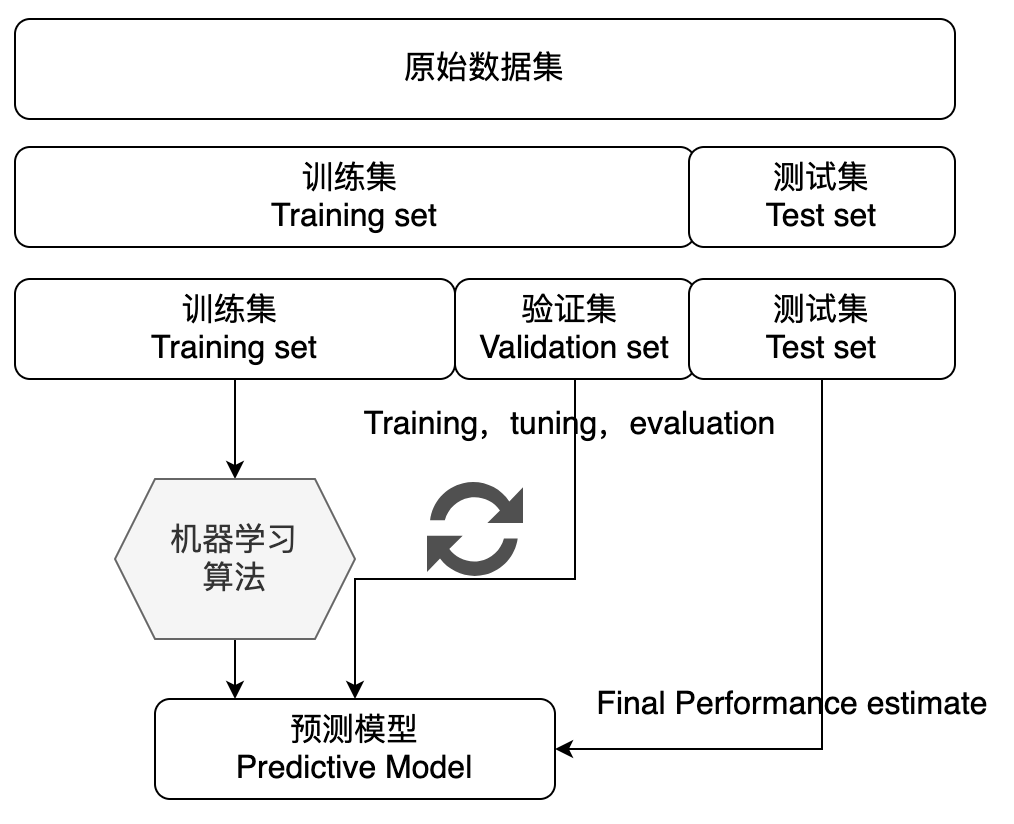 原始数据集
训练集
Training set
测试集
Test set
训练集
Training set
验证集
Validation set
测试集
Test set
Training，tuning，evaluation
机器学习
算法
Final Performance estimate
预测模型
Predictive Model